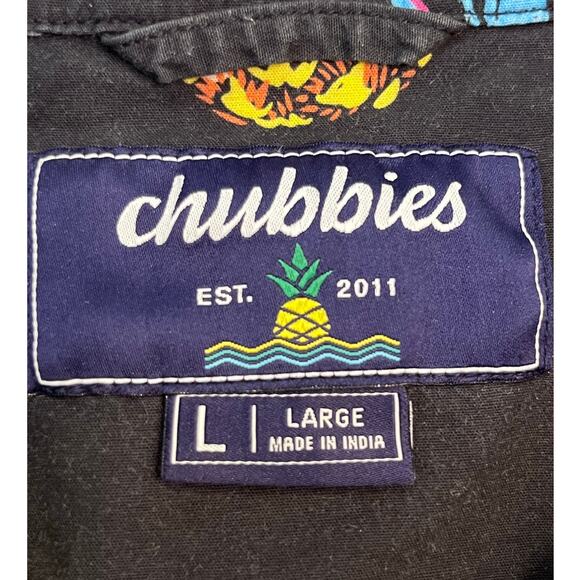 chubbies
EST. 2011
L LARGE
MADE IN INDIA